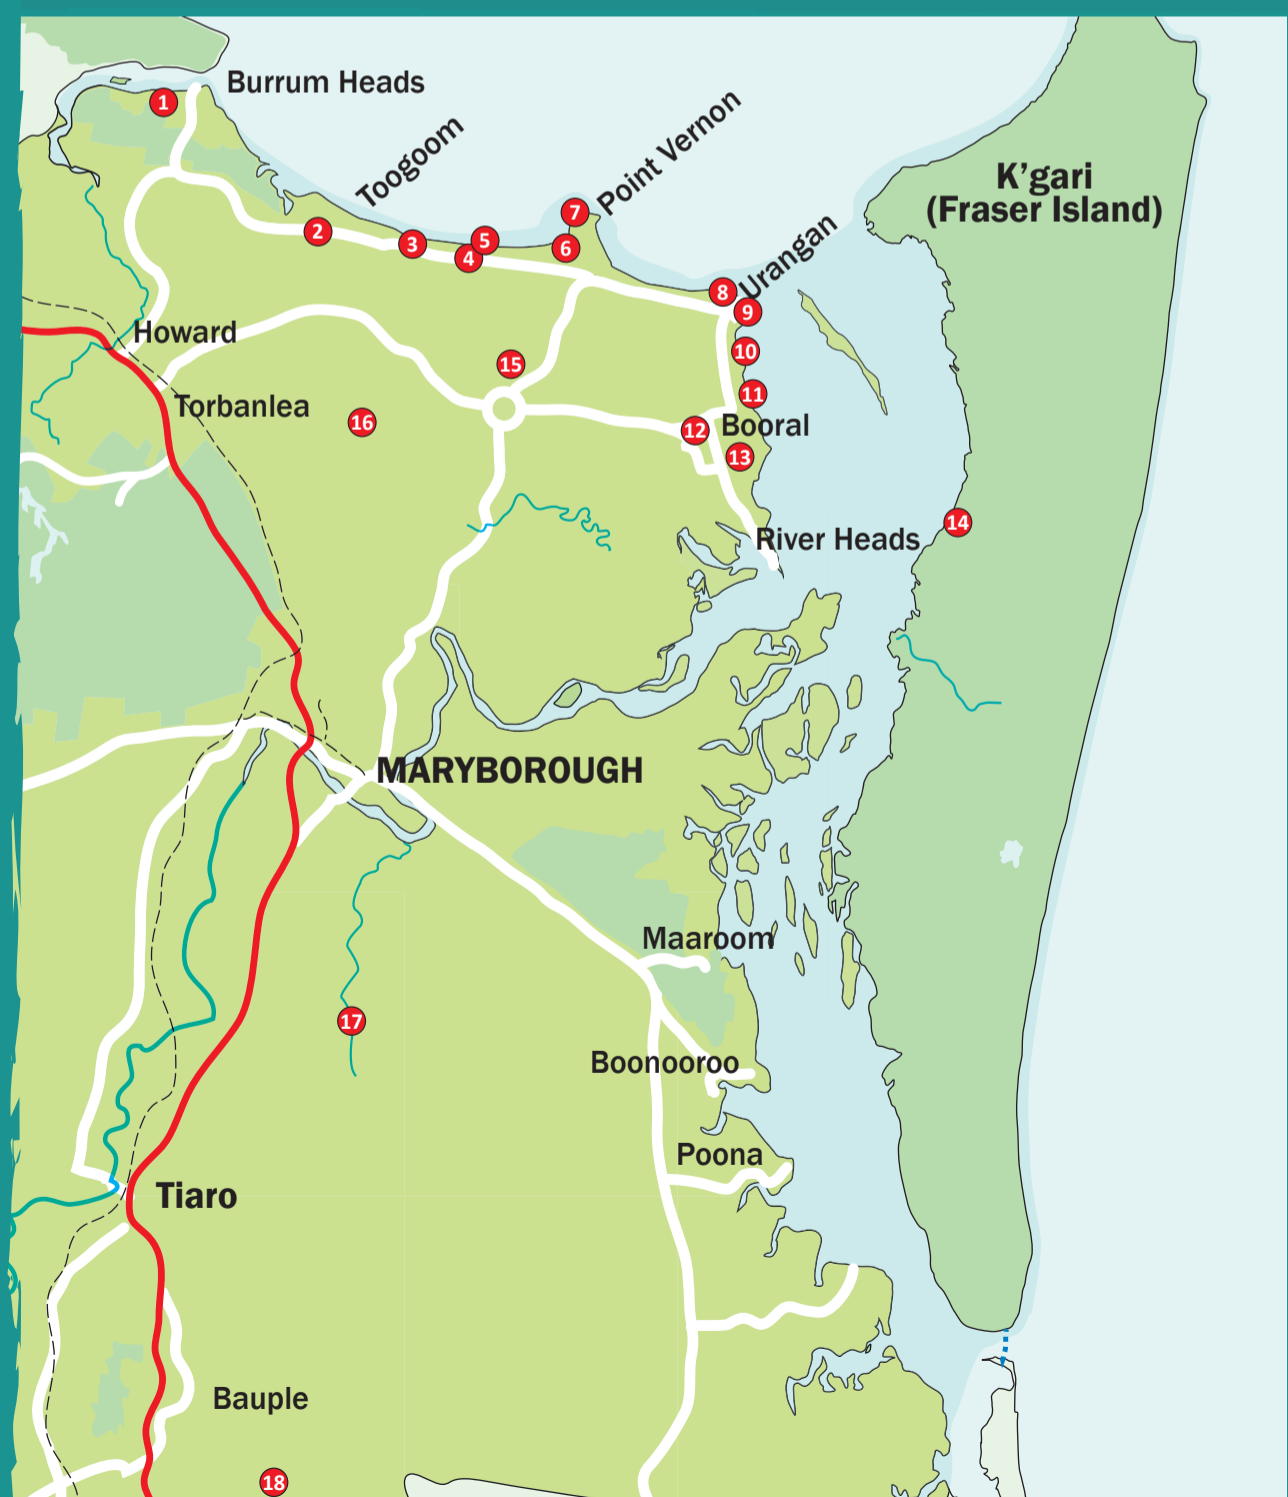 Burrum Heads
1
Toogoom
Point Vernon
K’gari
(Fraser Island)
7
2
3
5
4
6
Urangan
8
9
Howard
10
15
11
Torbanlea
16
12
Booral
13
14
River Heads
MARYBOROUGH
Maaroom
17
Boonooroo
Poona
Tiaro
Bauple
18